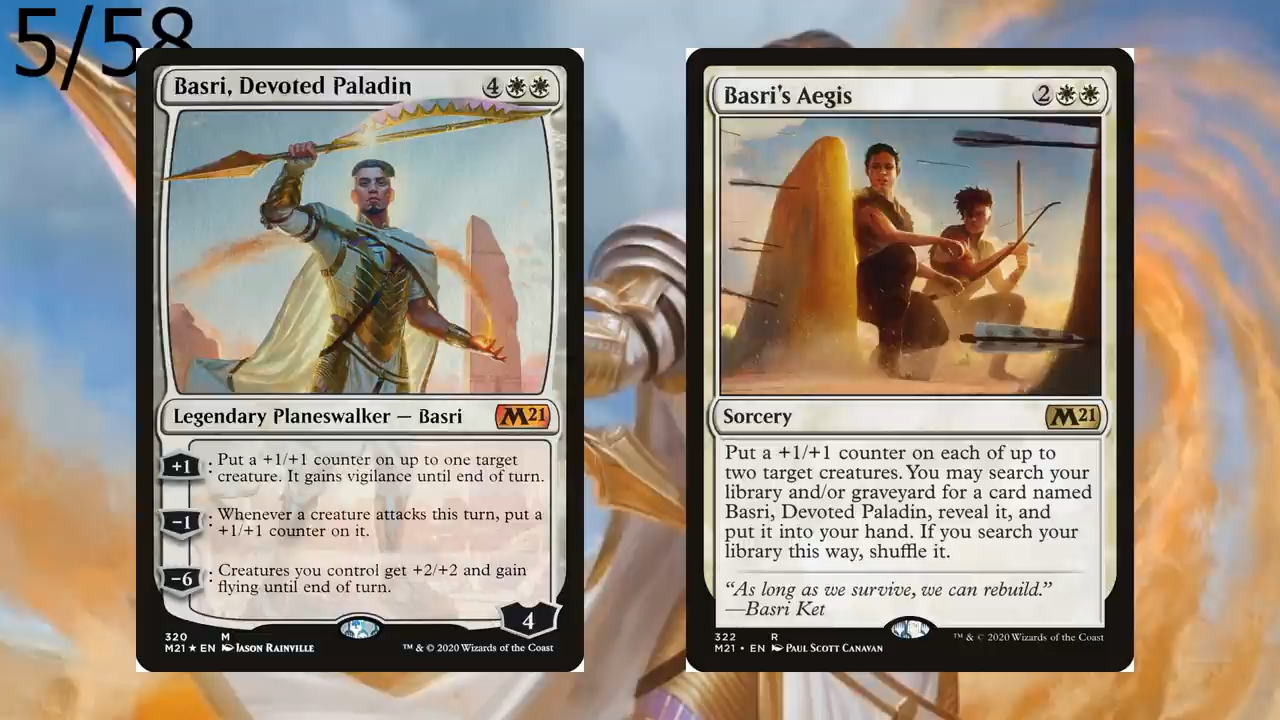 5/58
Basri, Devoted Paladin 4
Legendary Planeswalker — Basri M21
+1 : Put a +1/+1 counter on up to one target
creature. It gains vigilance until end of turn.
−1 : Whenever a creature attacks this turn, put a
+1/+1 counter on it.
−6 : Creatures you control get +2/+2 and gain
flying until end of turn.
4
320 M
M21 ★ EN JASON RAINVILLE ™ & © 2020 Wizards of the Coast
Basri's Aegis 2
Sorcery M21
Put a +1/+1 counter on each of up to
two target creatures. You may search your
library and/or graveyard for a card named
Basri, Devoted Paladin, reveal it, and
put it into your hand. If you search your
library this way, shuffle it.
“As long as we survive, we can rebuild.”
—Basri Ket
322 R
M21 • EN PAUL SCOTT CANAVAN ™ & © 2020 Wizards of the Coast